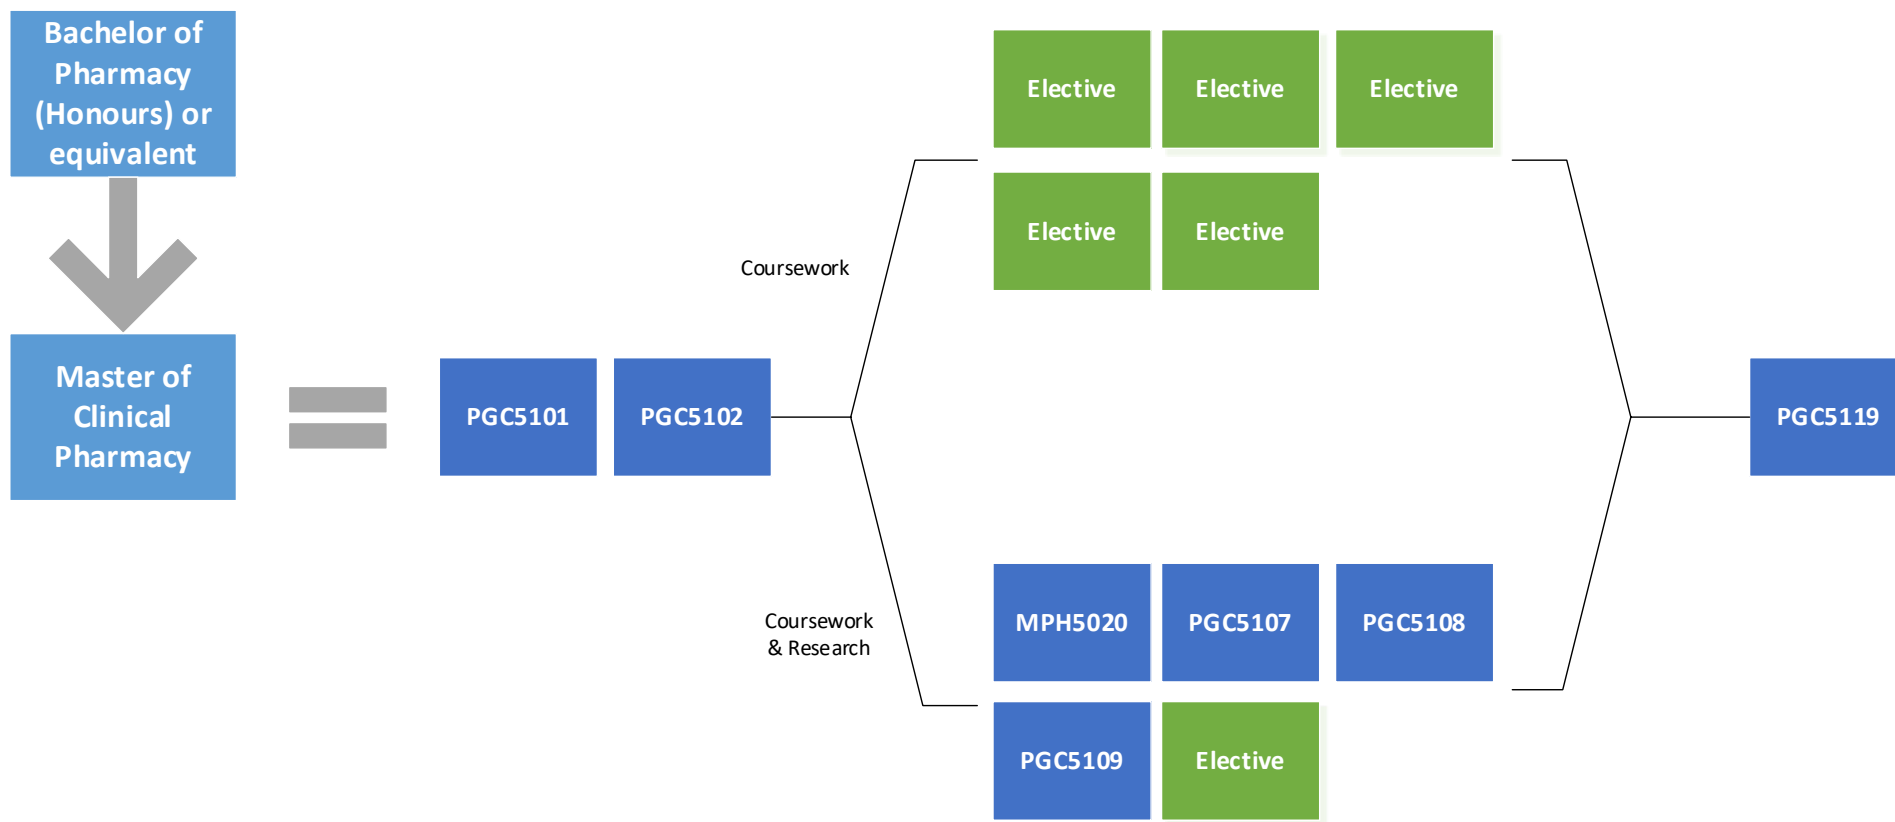 Bachelor of
Pharmacy
(Honours) or
equivalent
Master of
Clinical
Pharmacy
PGC5101
PGC5102
Coursework
Elective
Elective
Elective
Elective
Elective
Coursework
& Research
MPH5020
PGC5107
PGC5108
PGC5109
Elective
PGC5119